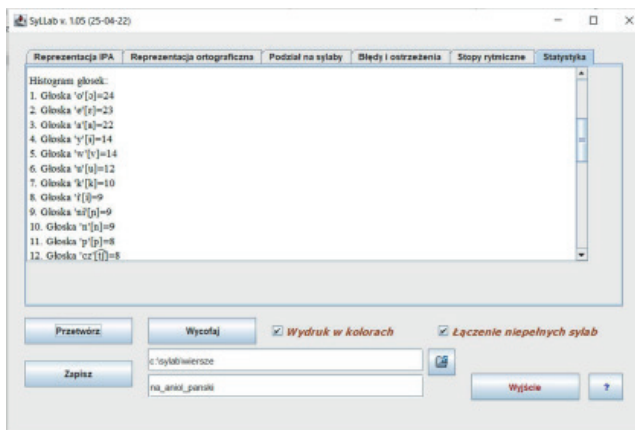 SylLab v. 1.05 (25-04-22)
Reprezentacja IPA Reprezentacja ortograficzna Podział na sylaby Błędy i ostrzeżenia Stopy rytmiczne Statystyka
Histogram głosek:
1. Głoska 'o'[ɔ]=24
2. Głoska 'e'[ɛ]=23
3. Głoska 'a'[a]=22
4. Głoska 'y'[ɨ]=14
5. Głoska 'w'[v]=14
6. Głoska 'u'[u]=12
7. Głoska 'k'[k]=10
8. Głoska 'i'[i]=9
9. Głoska 'ni'[ɲ]=9
10. Głoska 'n'[n]=9
11. Głoska 'p'[p]=8
12. Głoska 'cz'[t͡ʃ]=8
Przetwórz Wycofaj Wydruk w kolorach Łączenie niepełnych sylab
Zapisz c:\sylab\wiersze
na_aniol_panski Wyjście ?